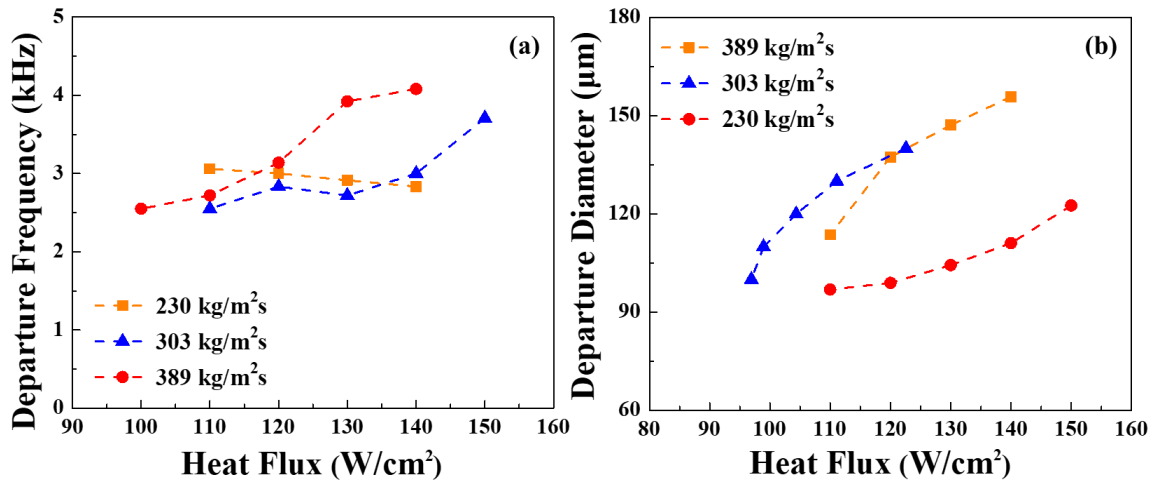 (a)
Departure Frequency (kHz)
5
4
3
2
1
0
230 kg/m²s
303 kg/m²s
389 kg/m²s
90 100 110 120 130 140 150 160
Heat Flux (W/cm²)
(b)
Departure Diameter (μm)
180
150
120
90
60
389 kg/m²s
303 kg/m²s
230 kg/m²s
80 90 100 110 120 130 140 150 160
Heat Flux (W/cm²)